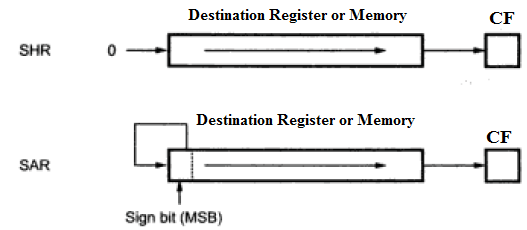 Destination Register or Memory CF
SHR 0
Destination Register or Memory
CF
SAR
Sign bit (MSB)